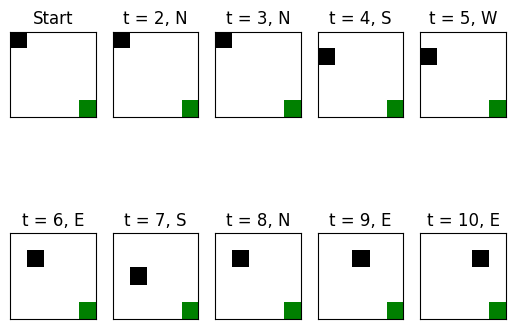 Start
t = 2, N
t = 3, N
t = 4, S
t = 5, W
t = 6, E
t = 7, S
t = 8, N
t = 9, E
t = 10, E